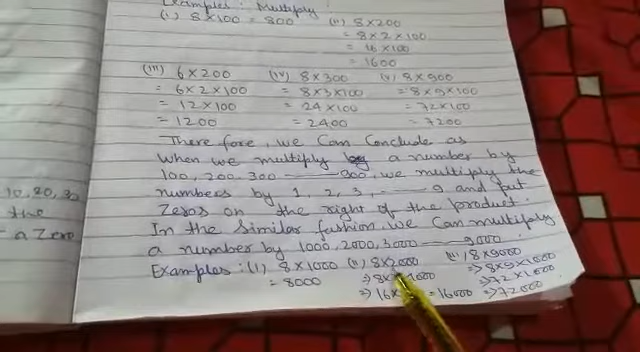 Examples: Multiply:
(i) 8×100 = 800 (ii) 8×200
= 8×2×100
= 16×100
= 1600
(iii) 6×200 (iv) 8×300 (v) 8×900
= 6×2×100 = 8×3×100 = 8×9×100
= 12×100 = 24×100 = 72×100
= 1200 = 2400 = 7200
There fore, we Can Conclude as
when we multiply a number by
100, 200, 300 —— 900, we multiply the
numbers by 1, 2, 3, ---- 9 and put
Zeros on the right of the product.
In the Similar fashion, we Can multiply
a number by 1000, 2000, 3000 —— 9000
Examples: (i) 8×1000 (ii) 8×2000 (iii) 8×9000
= 8000 ⇒ 8× 1000 ⇒ 8×9×1000
⇒ 16× = 16000 ⇒ 72×1000
⇒ 72000
10, 20, 30
the
a Zero